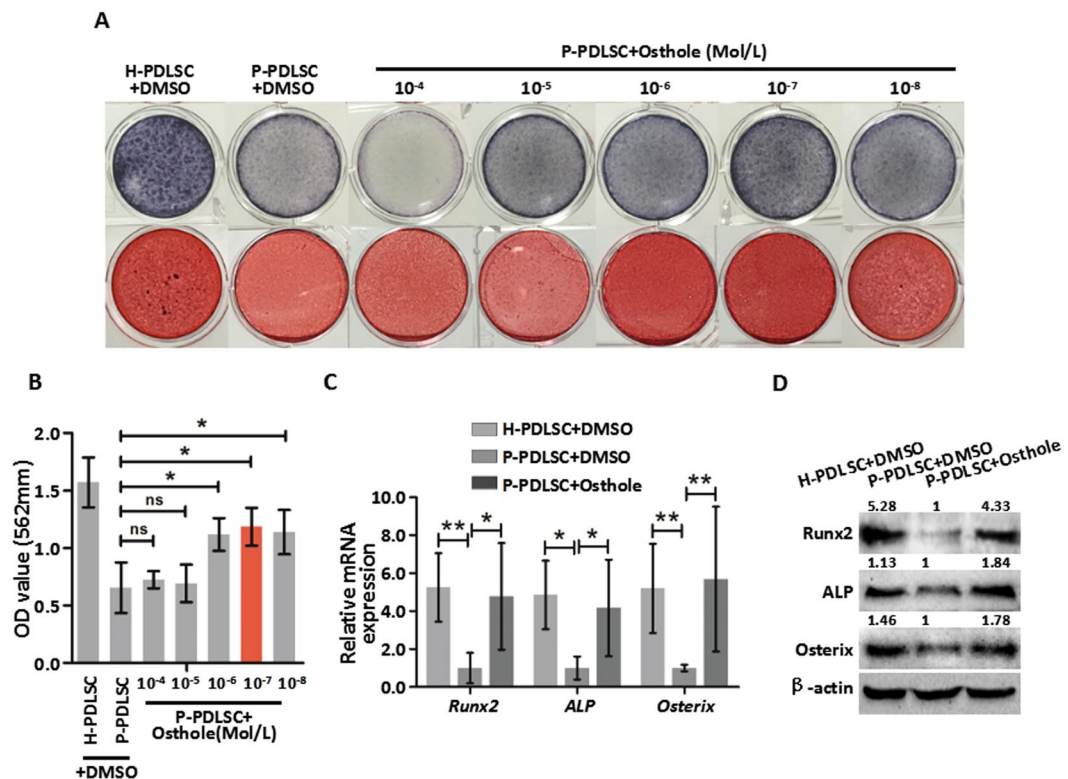 A
P-PDLSC+Osthole (Mol/L)
H-PDLSC
+DMSO
P-PDLSC
+DMSO
10⁻⁴ 10⁻⁵ 10⁻⁶ 10⁻⁷ 10⁻⁸
B
OD value (562mm)
2.0
1.5
1.0
0.5
0.0
*
*
*
ns
ns
H-PDLSC
P-PDLSC
+DMSO
10⁻⁴ 10⁻⁵ 10⁻⁶ 10⁻⁷ 10⁻⁸
P-PDLSC+
Osthole(Mol/L)
C
H-PDLSC+DMSO
P-PDLSC+DMSO
P-PDLSC+Osthole
Relative mRNA
expression
10.0
8.0
6.0
4.0
2.0
0.0
** * * * ** **
Runx2 ALP Osterix
D
H-PDLSC+DMSO
P-PDLSC+DMSO
P-PDLSC+Osthole
5.28 1 4.33
Runx2
1.13 1 1.84
ALP
1.46 1 1.78
Osterix
β-actin